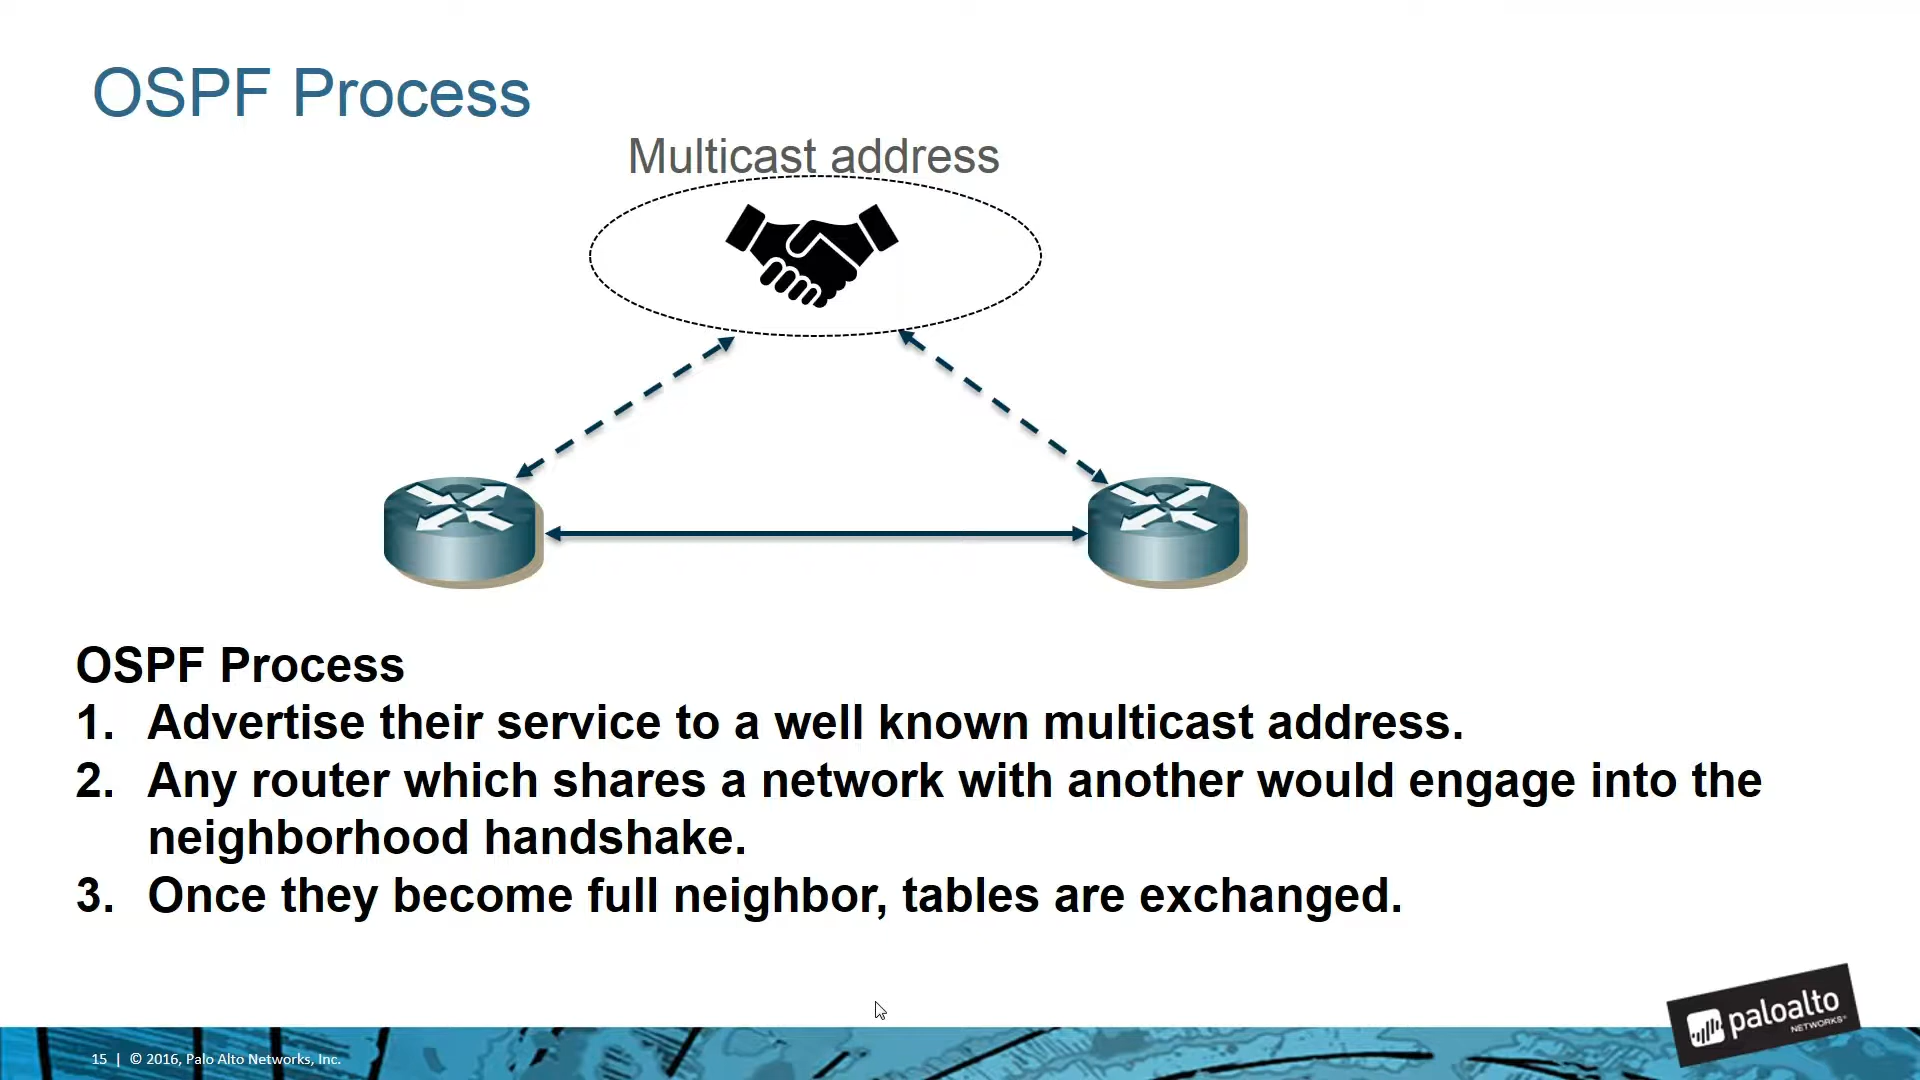 OSPF Process
Multicast address
OSPF Process
1. Advertise their service to a well known multicast address.
2. Any router which shares a network with another would engage into the
neighborhood handshake.
3. Once they become full neighbor, tables are exchanged.
paloalto
NETWORKS®
15 | © 2016, Palo Alto Networks, Inc.